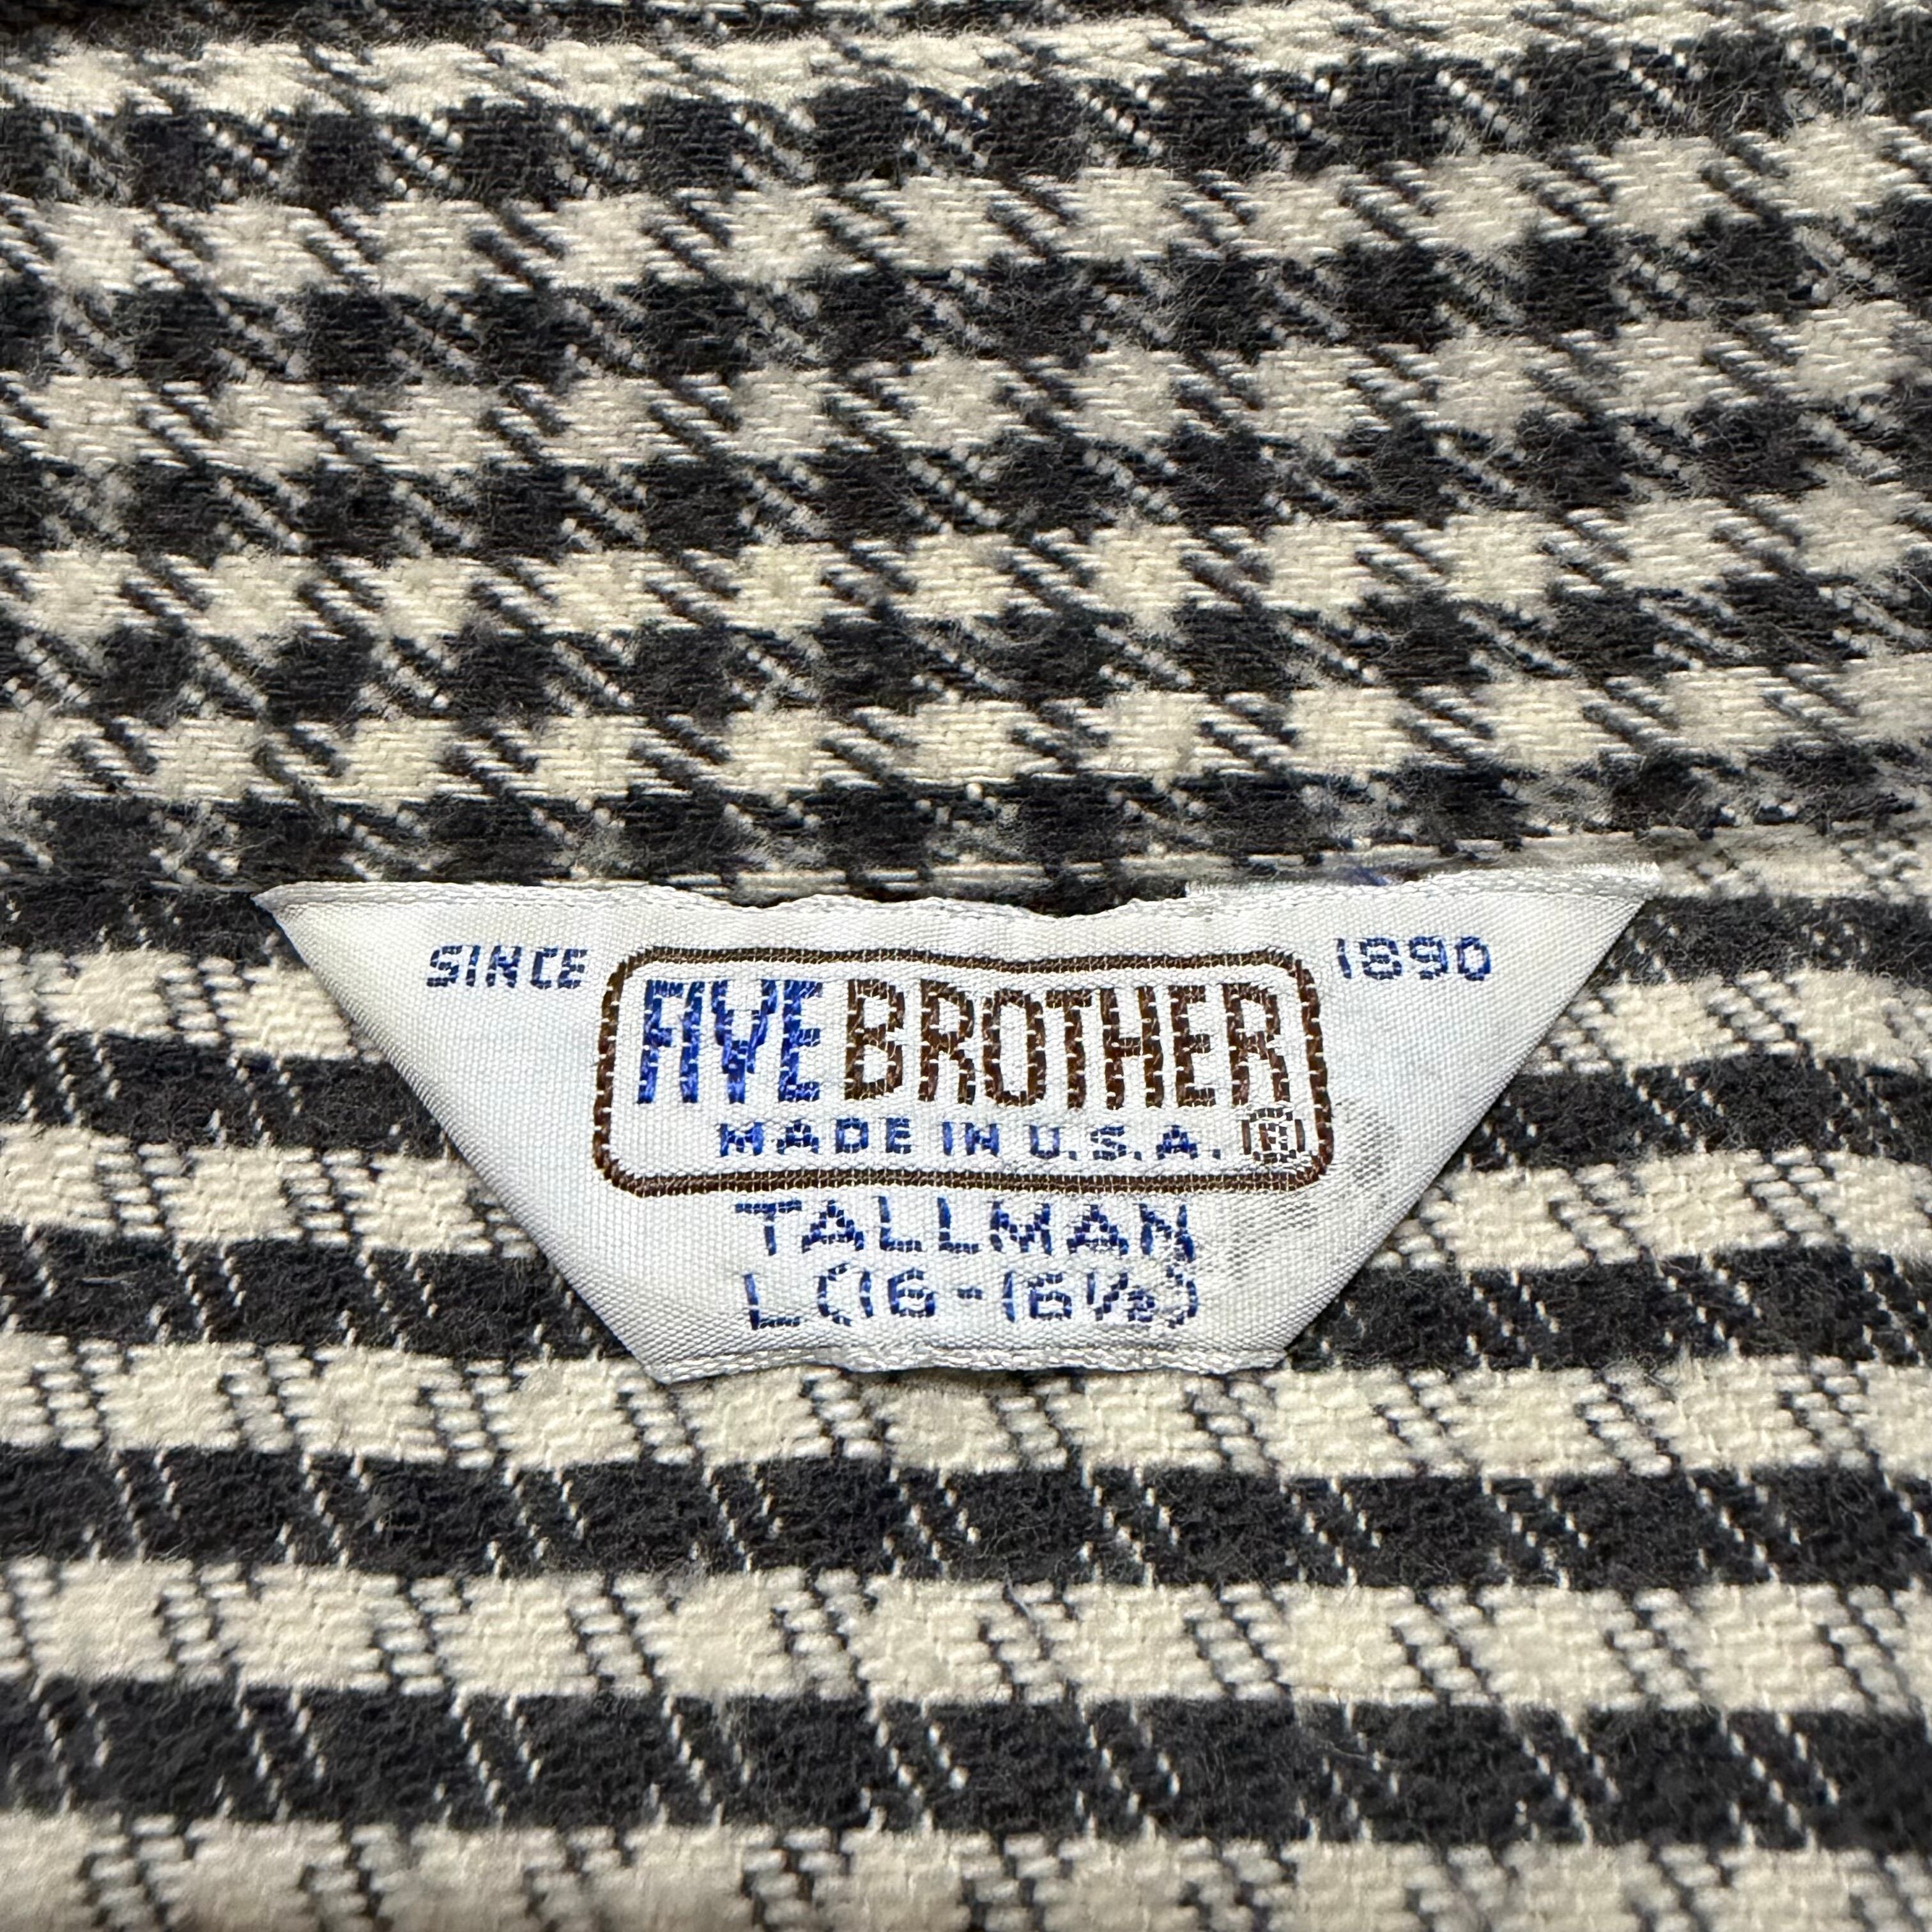 SINCE 1890
FIVE BROTHER
MADE IN U.S.A. ®
TALLMAN
L (16-16½)